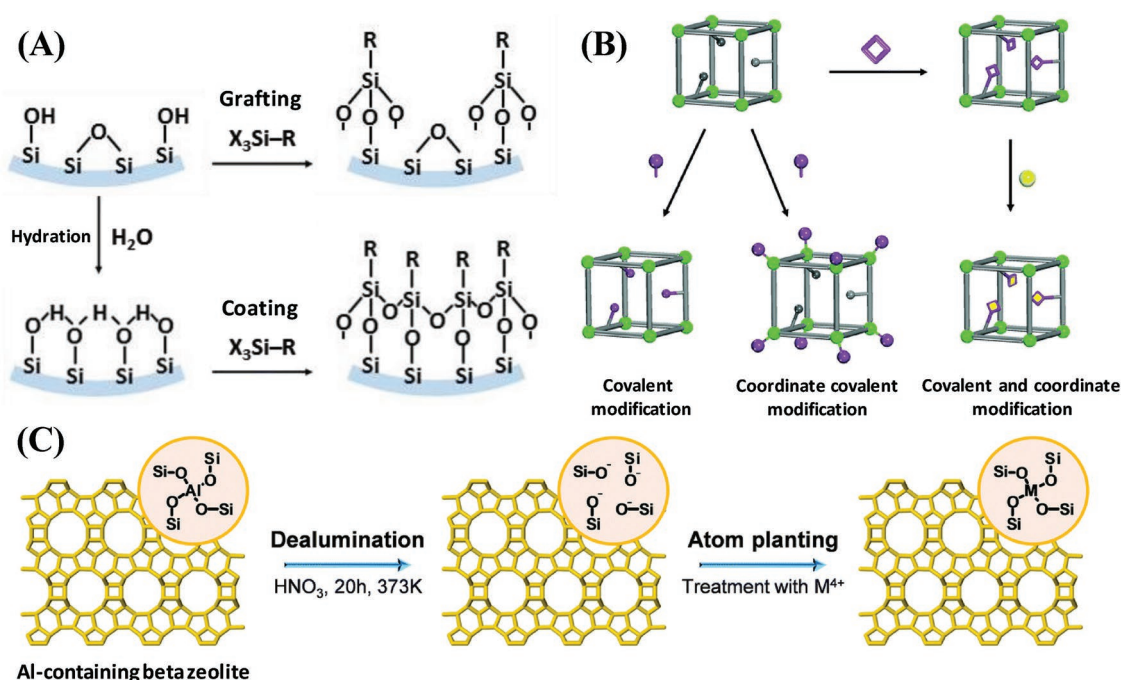 (A)
OH
OH
O
Si
Si
Si
Si
Grafting
X₃Si–R
R
R
Si
Si
O
O
O
O
O
O
O
Si
Si
Si
Si
Hydration
H₂O
H
H
H
O
O
O
O
Si
Si
Si
Si
Coating
X₃Si–R
R
R
R
R
Si
Si
Si
Si
O
O
O
O
O
O
O
O
O
Si
Si
Si
Si
(B)
Covalent
modification
Coordinate covalent
modification
Covalent and coordinate
modification
(C)
Si
Si-O
O
Al
O
O-Si
Si
Dealumination
HNO₃, 20h, 373K
Si
Si-O⁻
O⁻
O⁻
O⁻-Si
Si
Atom planting
Treatment with M⁴⁺
Si
Si-O
O
M
O
O-Si
Si
Al-containing beta zeolite